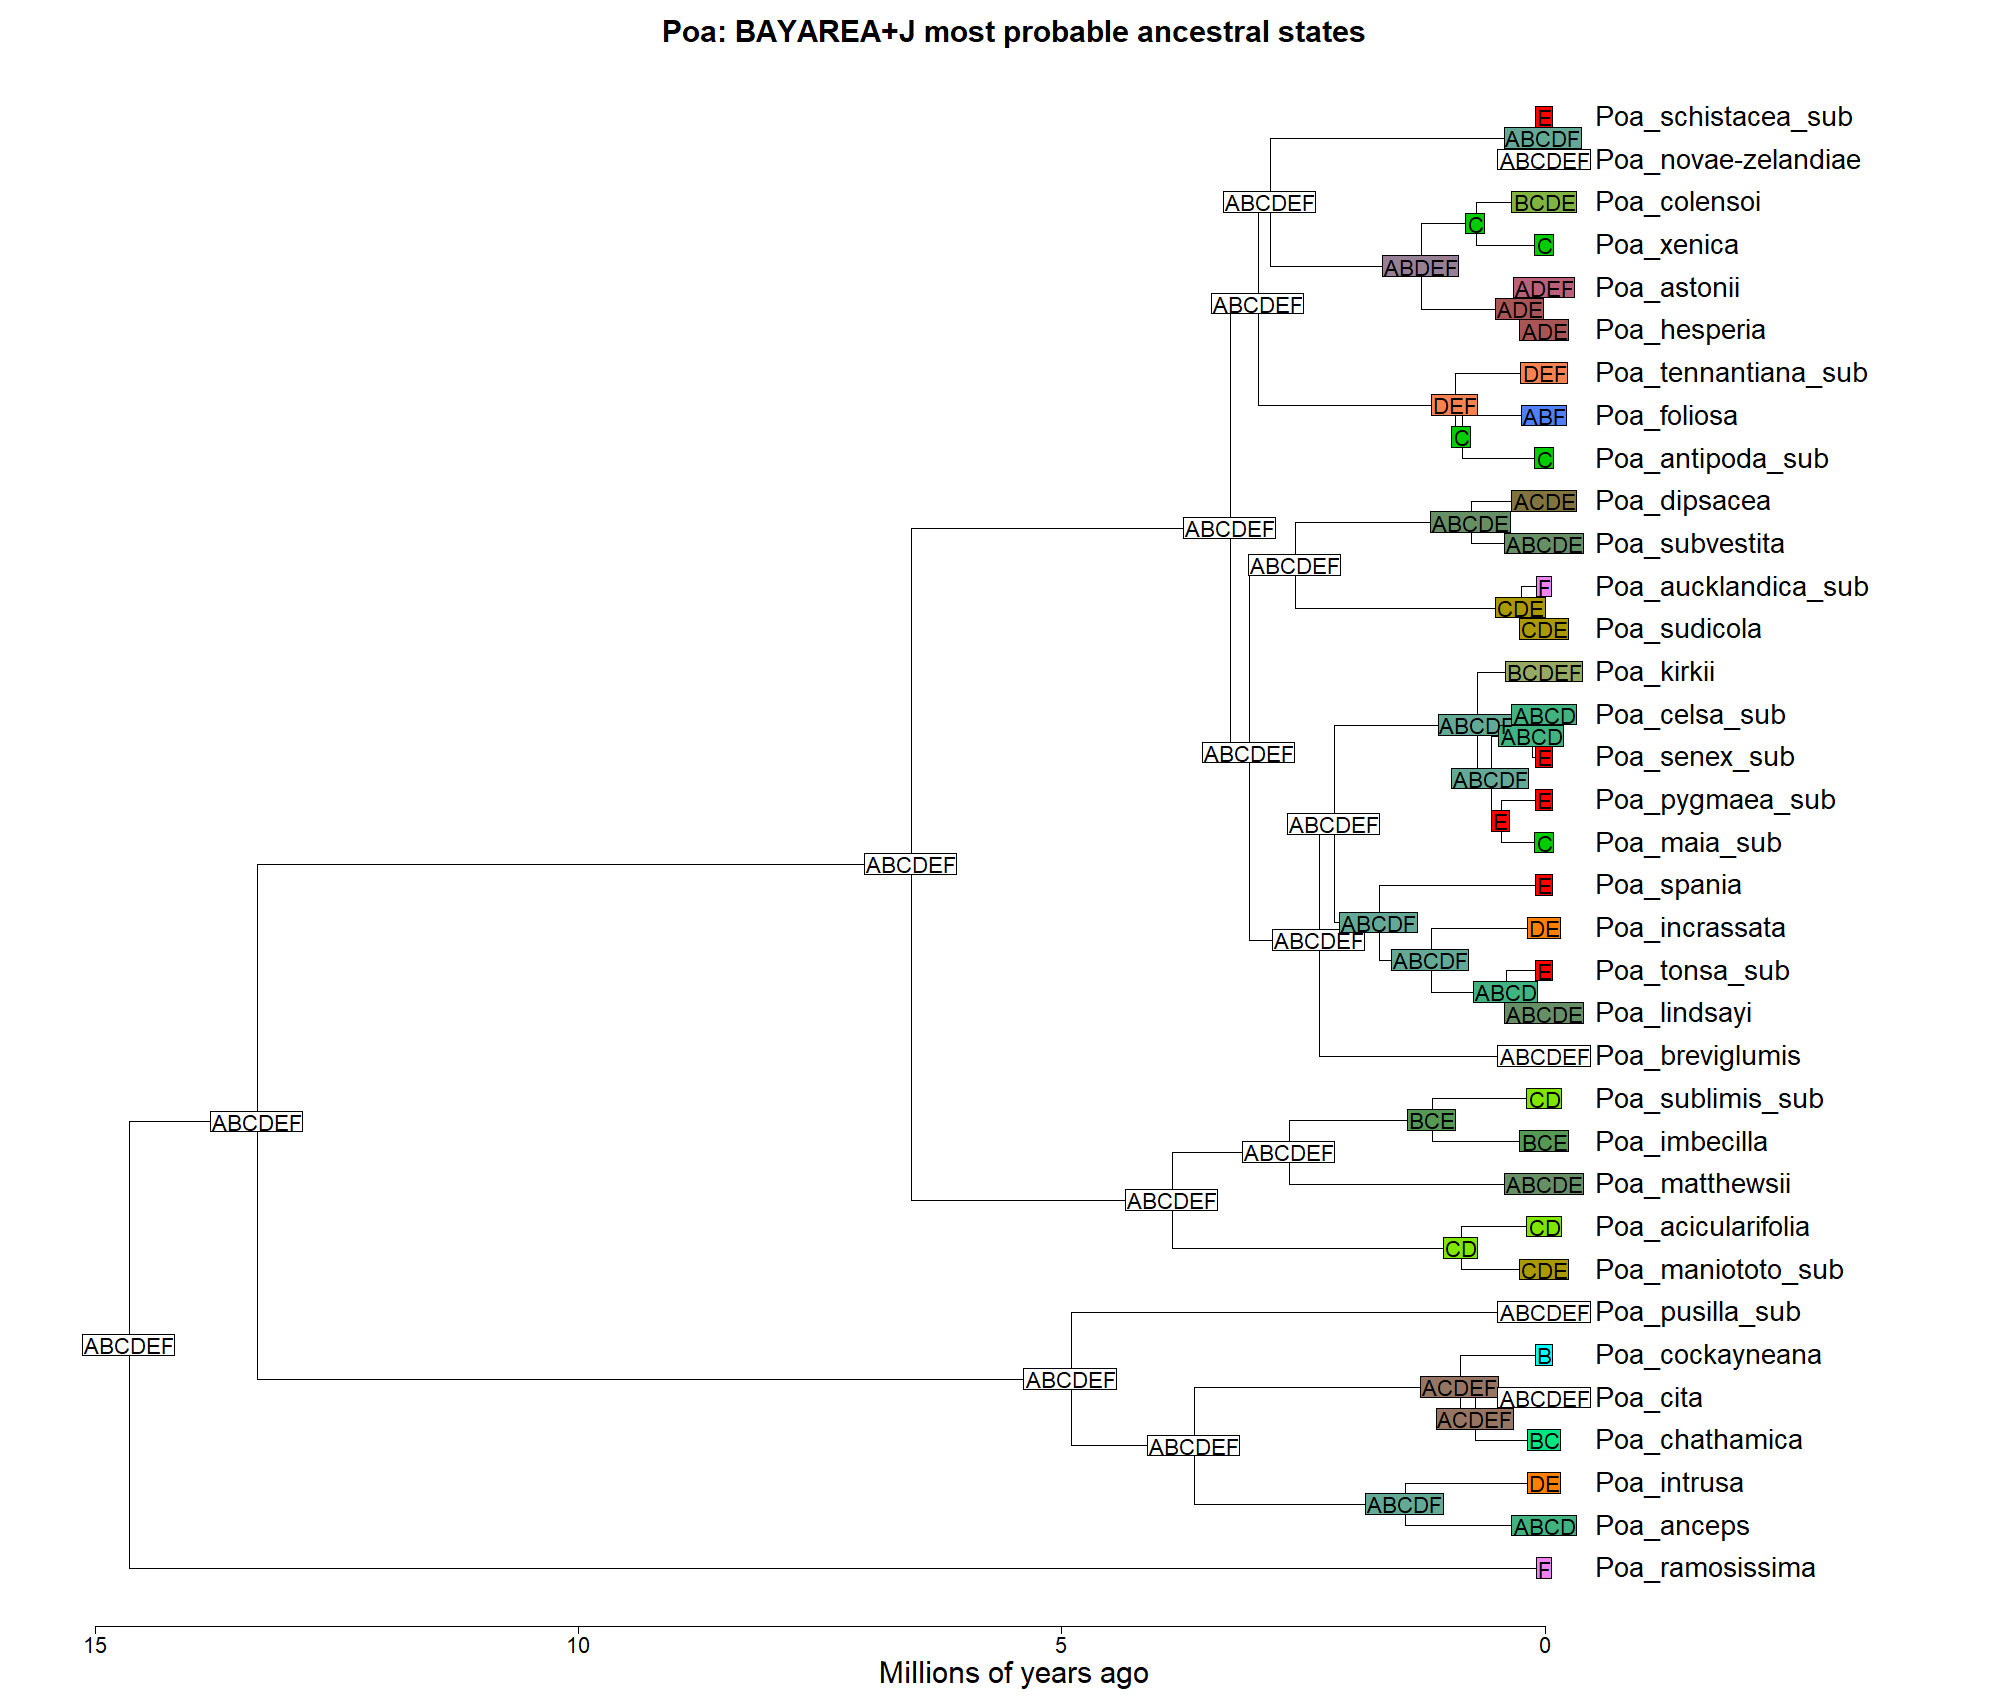 Poa: BAYAREA+J most probable ancestral states
E Poa_schistacea_sub
ABCDF
ABCDEF Poa_novae-zelandiae
ABCDEF BCDE Poa_colensoi
C
C Poa_xenica
ABDEF
ADEF Poa_astonii
ABCDEF ADE
ADE Poa_hesperia
DEF Poa_tennantiana_sub
DEF
ABF Poa_foliosa
C
C Poa_antipoda_sub
ACDE Poa_dipsacea
ABCDEF ABCDE
ABCDE Poa_subvestita
ABCDEF
F Poa_aucklandica_sub
CDE
CDE Poa_sudicola
BCDEF Poa_kirkii
ABCD Poa_celsa_sub
ABCDF
ABCD
ABCDEF E Poa_senex_sub
ABCDF
E Poa_pygmaea_sub
ABCDEF E
C Poa_maia_sub
ABCDEF
E Poa_spania
ABCDF
DE Poa_incrassata
ABCDEF
ABCDF
E Poa_tonsa_sub
ABCD
ABCDE Poa_lindsayi
ABCDEF Poa_breviglumis
CD Poa_sublimis_sub
ABCDEF BCE
BCE Poa_imbecilla
ABCDEF
ABCDE Poa_matthewsii
ABCDEF
CD Poa_acicularifolia
CD
CDE Poa_maniototo_sub
ABCDEF Poa_pusilla_sub
ABCDEF
B Poa_cockayneana
ABCDEF ACDEF
ABCDEF Poa_cita
ACDEF
BC Poa_chathamica
ABCDEF
DE Poa_intrusa
ABCDF
ABCD Poa_anceps
F Poa_ramosissima
15 10 5 0
Millions of years ago